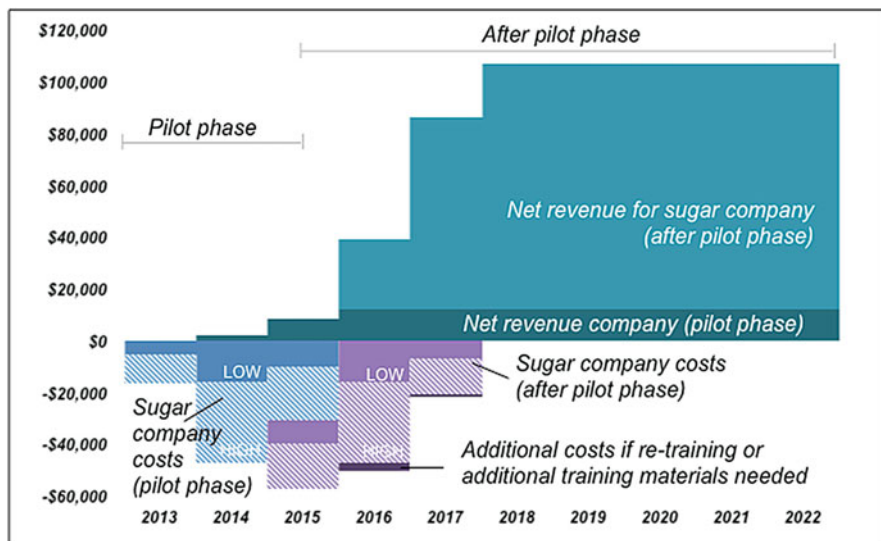 $120,000
After pilot phase
$100,000
Pilot phase
$80,000
$60,000
Net revenue for sugar company
(after pilot phase)
$40,000
$20,000
Net revenue company (pilot phase)
$0
LOW
LOW
Sugar company costs
(after pilot phase)
-$20,000
Sugar
company
costs
(pilot phase)
HIGH
HIGH
-$40,000
Additional costs if re-training or
additional training materials needed
-$60,000
2013 2014 2015 2016 2017 2018 2019 2020 2021 2022